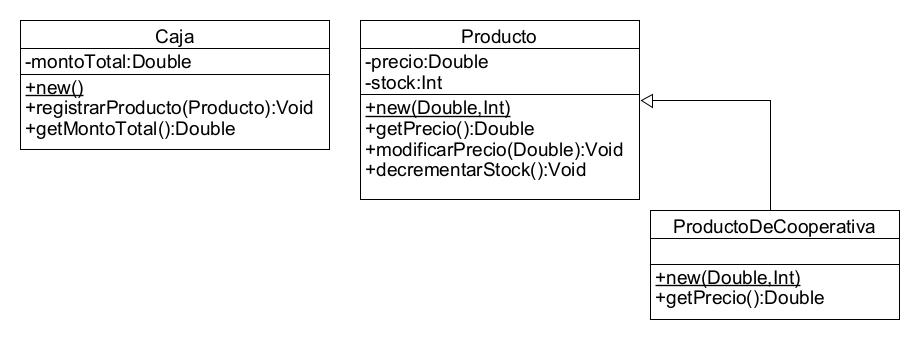 Caja
-montoTotal:Double
+new()
+registrarProducto(Producto):Void
+getMontoTotal():Double
Producto
-precio:Double
-stock:Int
+new(Double,Int)
+getPrecio():Double
+modificarPrecio(Double):Void
+decrementarStock():Void
ProductoDeCooperativa
+new(Double,Int)
+getPrecio():Double